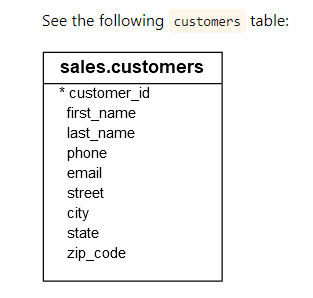 See the following customers table:
sales.customers
* customer_id
first_name
last_name
phone
email
street
city
state
zip_code